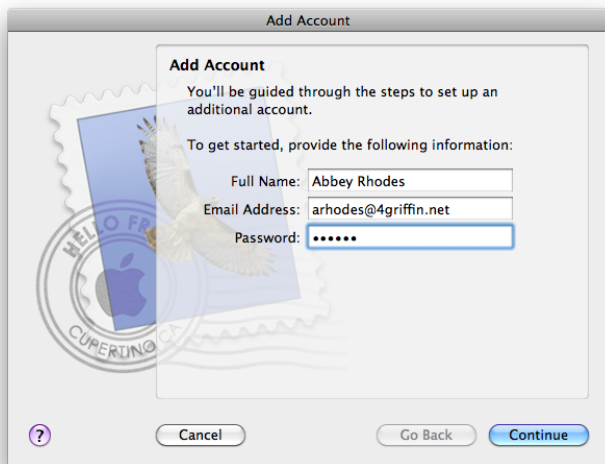 Add Account
Add Account
You'll be guided through the steps to set up an
additional account.
To get started, provide the following information:
Full Name: Abbey Rhodes
Email Address: arhodes@4griffin.net
Password: ••••••
HELLO FR
CUPERTINO CA
? Cancel Go Back Continue